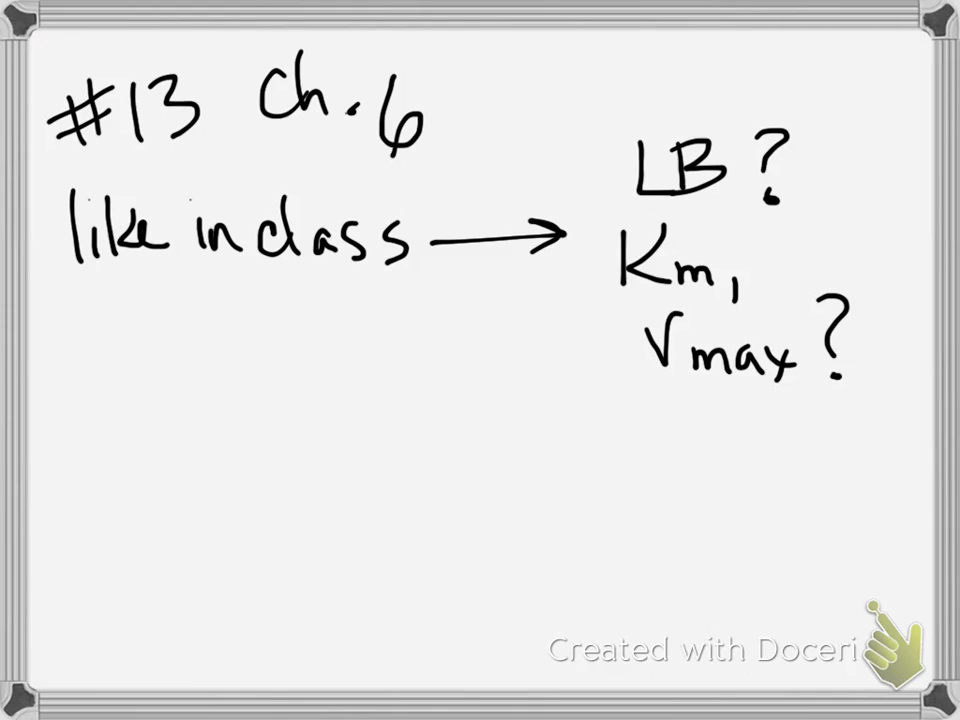 #13 Ch. 6
like in class → LB?
Km,
Vmax?
Created with Doceri